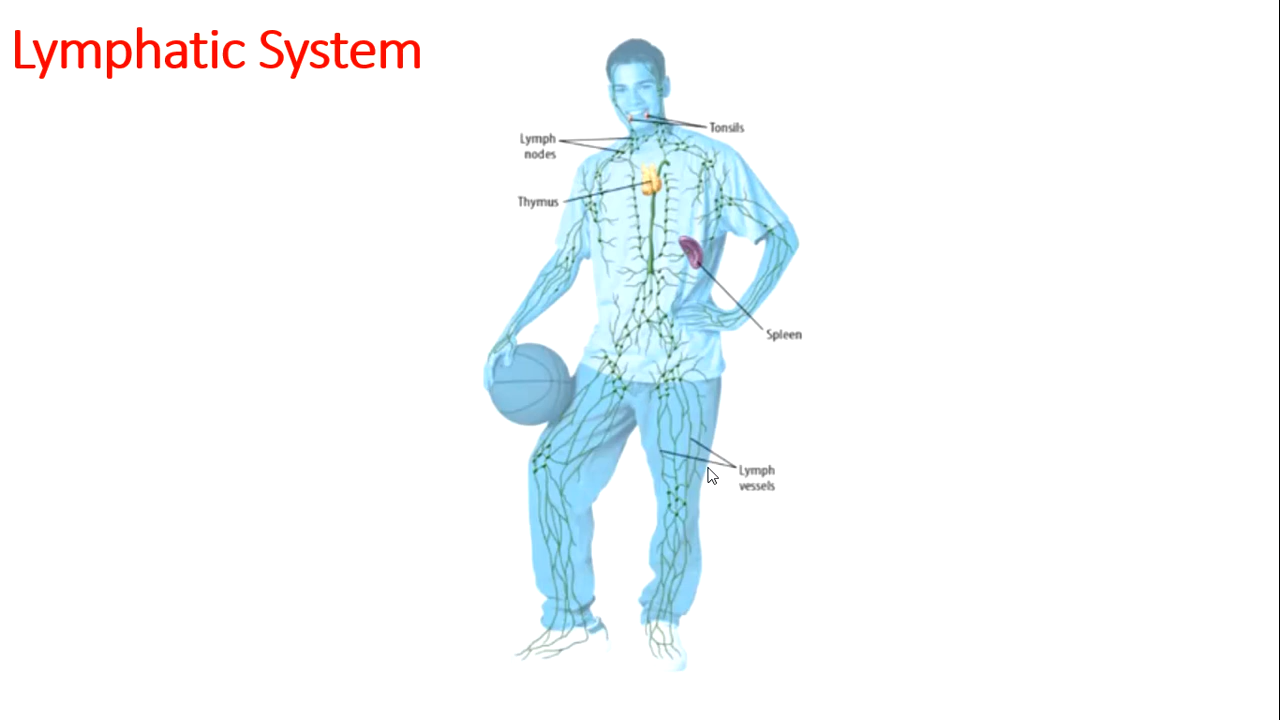 Lymphatic System
Tonsils
Lymph
nodes
Thymus
Spleen
Lymph
vessels